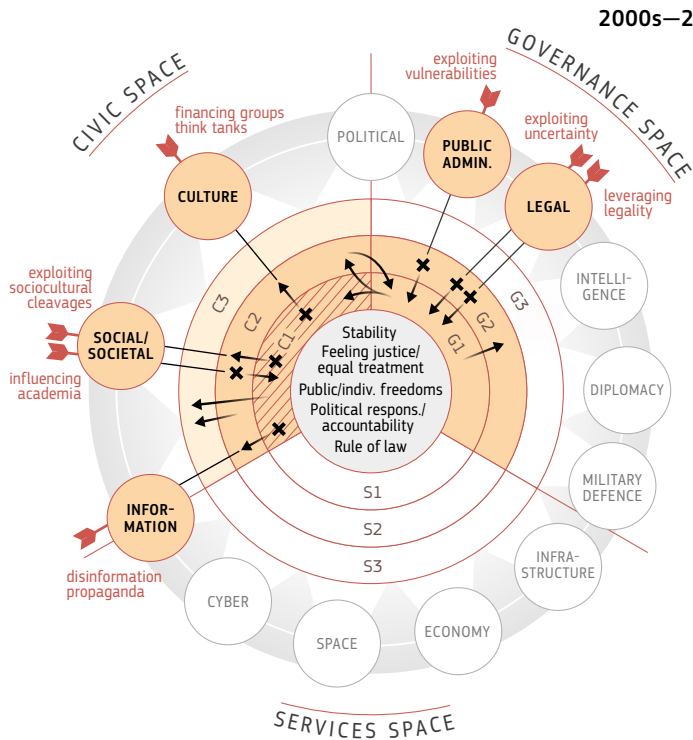 2000s—2
CIVIC SPACE
GOVERNANCE SPACE
exploiting
vulnerabilities
financing groups
think tanks
exploiting
uncertainty
POLITICAL
PUBLIC
ADMIN.
CULTURE
LEGAL
leveraging
legality
exploiting
sociocultural
cleavages
INTELLI-
GENCE
C3
C2
C1
G1
G2
G3
SOCIAL/
SOCIETAL
influencing
academia
Stability
Feeling justice/
equal treatment
Public/indiv. freedoms
Political respons./
accountability
Rule of law
DIPLOMACY
MILITARY
DEFENCE
S1
S2
S3
INFOR-
MATION
disinformation
propaganda
INFRA-
STRUCTURE
CYBER
SPACE
ECONOMY
SERVICES SPACE